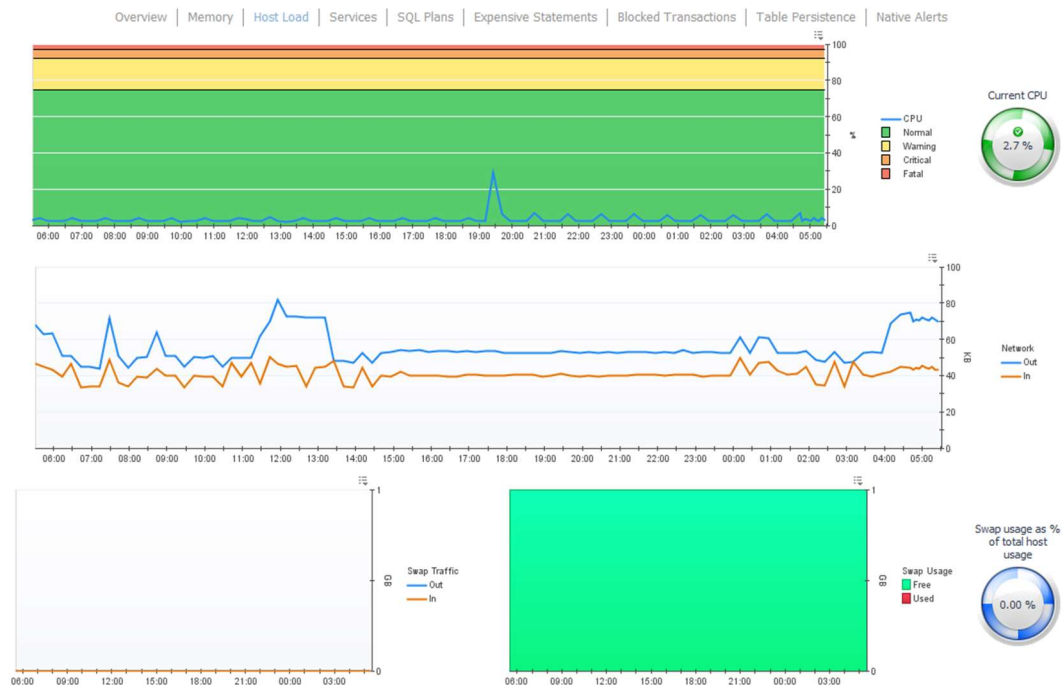 Overview | Memory | Host Load | Services | SQL Plans | Expensive Statements | Blocked Transactions | Table Persistence | Native Alerts
100
80
60
40
20
0
%
06:00 07:00 08:00 09:00 10:00 11:00 12:00 13:00 14:00 15:00 16:00 17:00 18:00 19:00 20:00 21:00 22:00 23:00 00:00 01:00 02:00 03:00 04:00 05:00
CPU
Normal
Warning
Critical
Fatal
Current CPU
2.7 %
100
80
60
40
20
0
KB
06:00 07:00 08:00 09:00 10:00 11:00 12:00 13:00 14:00 15:00 16:00 17:00 18:00 19:00 20:00 21:00 22:00 23:00 00:00 01:00 02:00 03:00 04:00 05:00
Network
Out
In
1
0
GB
06:00 09:00 12:00 15:00 18:00 21:00 00:00 03:00
Swap Traffic
Out
In
1
0
GB
06:00 09:00 12:00 15:00 18:00 21:00 00:00 03:00
Swap Usage
Free
Used
Swap usage as %
of total host
usage
0.00 %